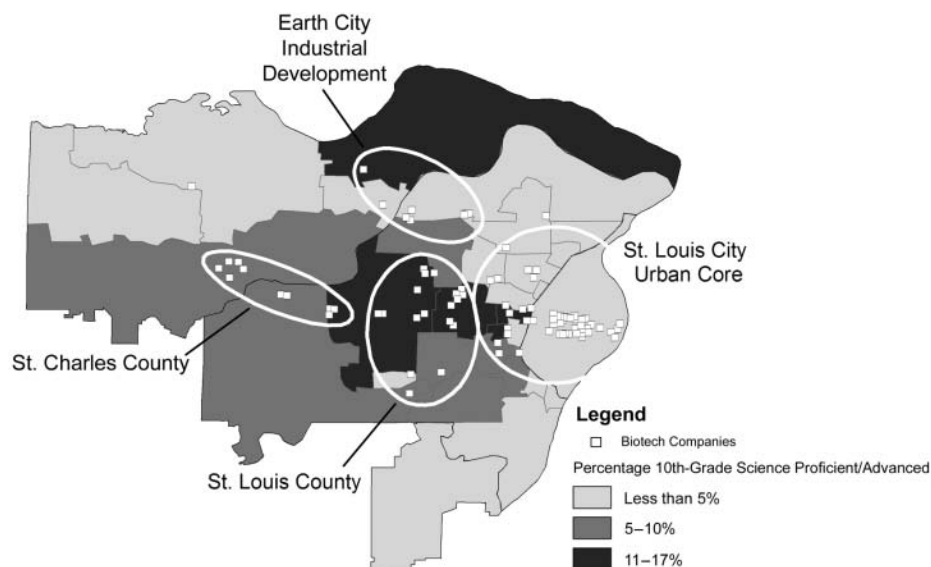 Earth City
Industrial
Development
St. Louis City
Urban Core
St. Charles County
St. Louis County
Legend
Biotech Companies
Percentage 10th-Grade Science Proficient/Advanced
Less than 5%
5–10%
11–17%